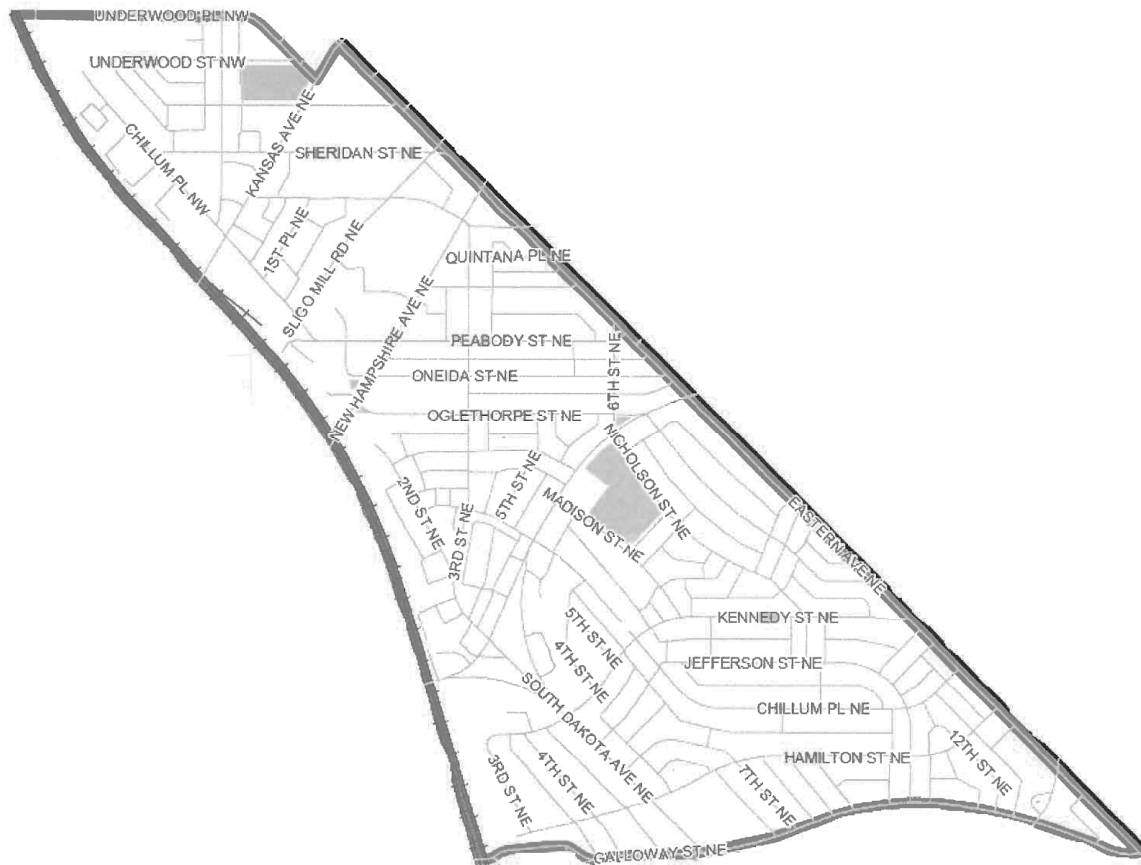 UNDERWOOD PL NW
UNDERWOOD ST NW
KANSAS AVE NE
CHILLUM PL NW
SHERIDAN ST NE
1ST PL NE
SLIGO MILL RD NE
QUINTANA PL NE
NEW HAMPSHIRE AVE NE
PEABODY ST NE
6TH ST NE
ONEIDA ST NE
OGLETHORPE ST NE
NICHOLSON ST NE
5TH ST NE
2ND ST NE
MADISON ST NE
3RD ST NE
EASTERN AVE NE
5TH ST NE
KENNEDY ST NE
4TH ST NE
JEFFERSON ST NE
SOUTH DAKOTA AVE NE
CHILLUM PL NE
12TH ST NE
HAMILTON ST NE
3RD ST NE
4TH ST NE
7TH ST NE
GALLOWAY ST NE